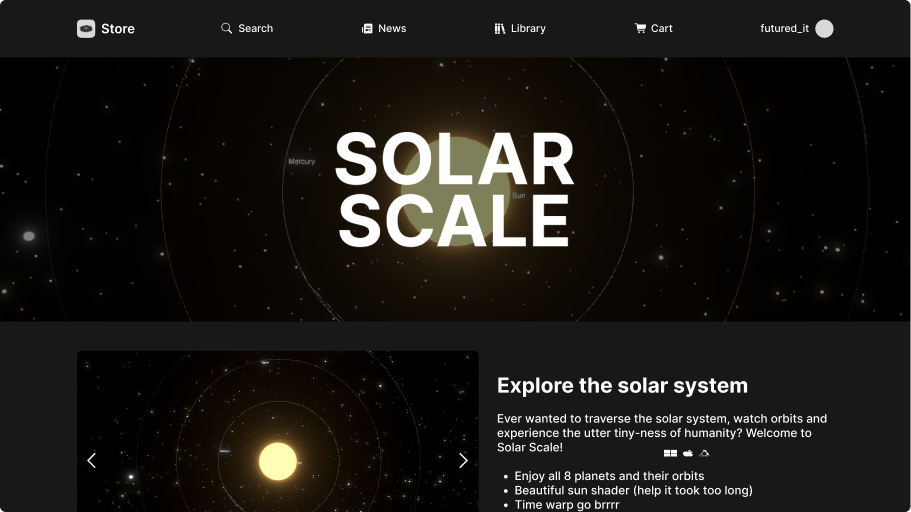 Store
Search
News
Library
Cart
futured_it
Mercury
Sun
SOLAR
SCALE
Explore the solar system
Ever wanted to traverse the solar system, watch orbits and
experience the utter tiny-ness of humanity? Welcome to
Solar Scale!
• Enjoy all 8 planets and their orbits
• Beautiful sun shader (help it took too long)
• Time warp go brrrr